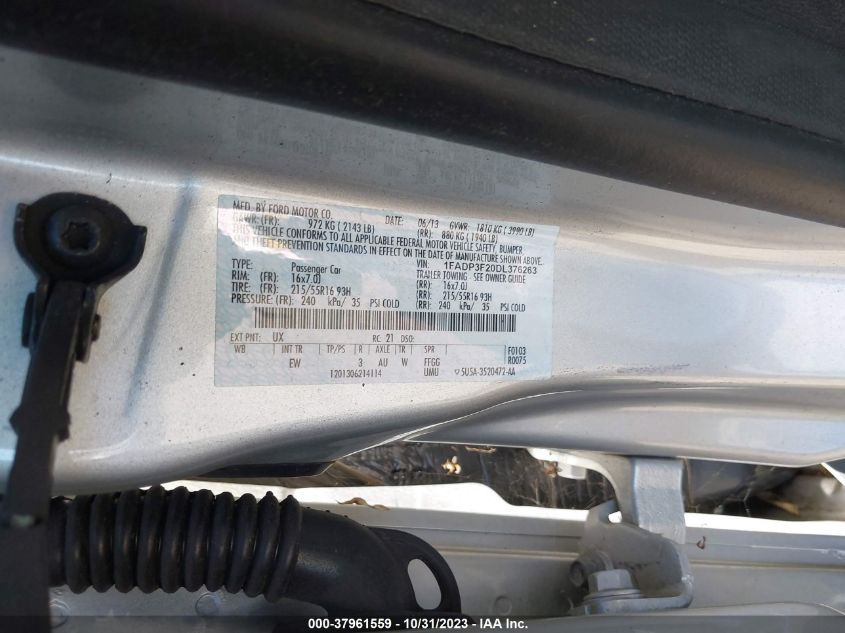 MFD. BY FORD MOTOR CO.
DATE: 06/13 GVWR: 1810 KG ( 3990 LB)
GAWR: (FR): 972 KG ( 2143 LB) (RR): 880 KG ( 1940 LB)
THIS VEHICLE CONFORMS TO ALL APPLICABLE FEDERAL MOTOR VEHICLE SAFETY, BUMPER
AND THEFT PREVENTION STANDARDS IN EFFECT ON THE DATE OF MANUFACTURE SHOWN ABOVE.
VIN: 1FADP3F20DL376263
TYPE: Passenger Car TRAILER TOWING - SEE OWNER GUIDE
RIM: (FR): 16x7.0J (RR): 16x7.0J
TIRE: (FR): 215/55R16 93H (RR): 215/55R16 93H
PRESSURE: (FR): 240 kPa/ 35 PSI COLD (RR): 240 kPa/ 35 PSI COLD
EXT PNT: UX RC: 21 DSO:
WB INT TR TP/PS R AXLE TR SPR F0103
EW 3 AU W FFGG R0075
1201306214114 UMU 5U5A-3520472-AA
000-37961559 - 10/31/2023 - IAA Inc.